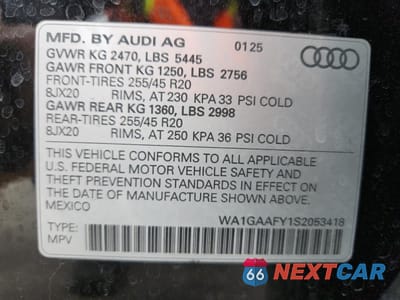 MFD. BY AUDI AG 01 25
GVWR KG 2470, LBS 5445
GAWR FRONT KG 1250, LBS 2756
FRONT-TIRES 255/45 R20
8JX20 RIMS, AT 230 KPA 33 PSI COLD
GAWR REAR KG 1360, LBS 2998
REAR-TIRES 255/45 R20
8JX20 RIMS, AT 250 KPA 36 PSI COLD
THIS VEHICLE CONFORMS TO ALL APPLICABLE
U.S. FEDERAL MOTOR VEHICLE SAFETY AND
THEFT PREVENTION STANDARDS IN EFFECT ON
THE DATE OF MANUFACTURE SHOWN ABOVE.
MEXICO
WA1GAAFY1S2053418
TYPE:
MPV
66 NEXTCAR